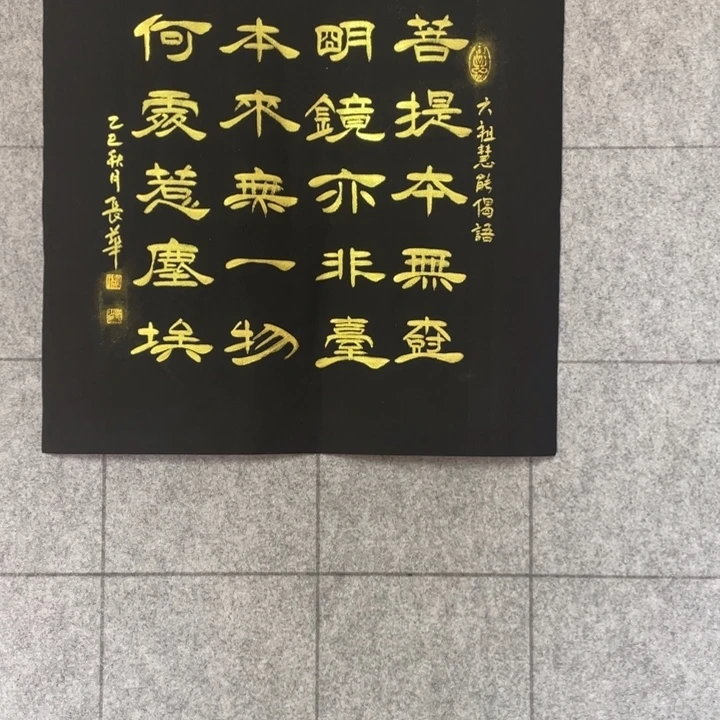 六祖慧能偈語
菩提本無樹
明鏡亦非臺
本來無一物
何處惹塵埃
乙巳秋月長華